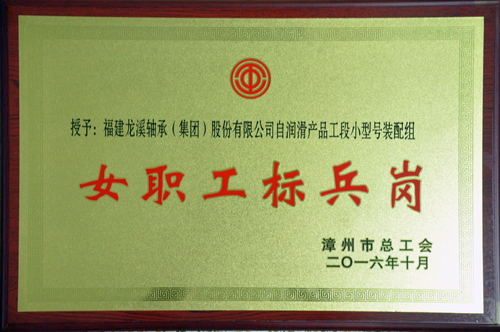 授予：福建龙溪轴承（集团）股份有限公司自润滑产品工段小型号装配组
女职工标兵岗
漳州市总工会
二〇一六年十月